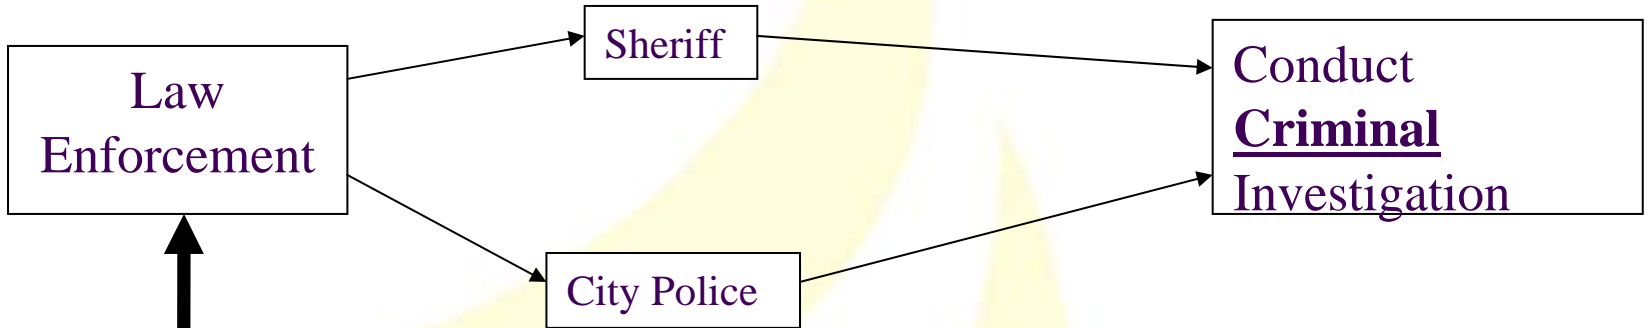 Law
Enforcement
Sheriff
City Police
Conduct
Criminal
Investigation